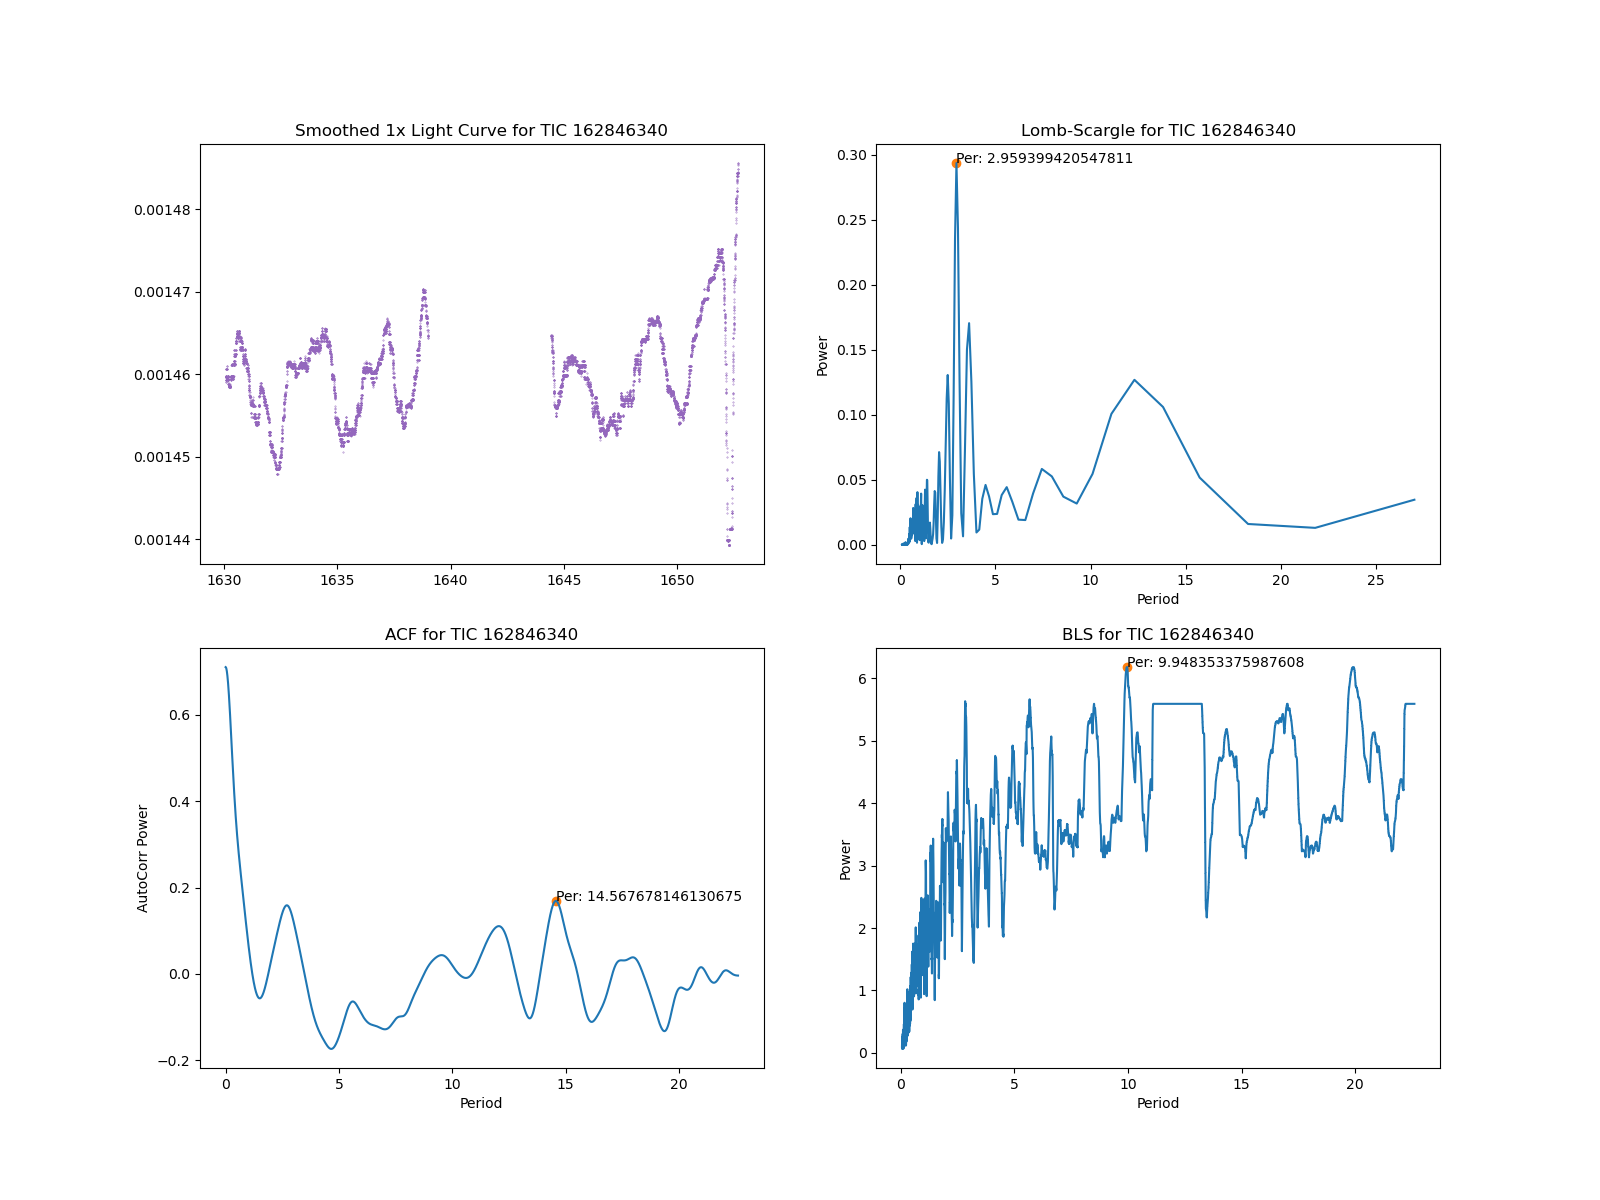 Smoothed 1x Light Curve for TIC 162846340
0.00148
0.00147
0.00146
0.00145
0.00144
1630 1635 1640 1645 1650
Lomb-Scargle for TIC 162846340
Per: 2.959399420547811
Power
0.30
0.25
0.20
0.15
0.10
0.05
0.00
0 5 10 15 20 25
Period
ACF for TIC 162846340
Per: 14.567678146130675
AutoCorr Power
0.6
0.4
0.2
0.0
−0.2
0 5 10 15 20
Period
BLS for TIC 162846340
Per: 9.948353375987608
Power
6
5
4
3
2
1
0
0 5 10 15 20
Period